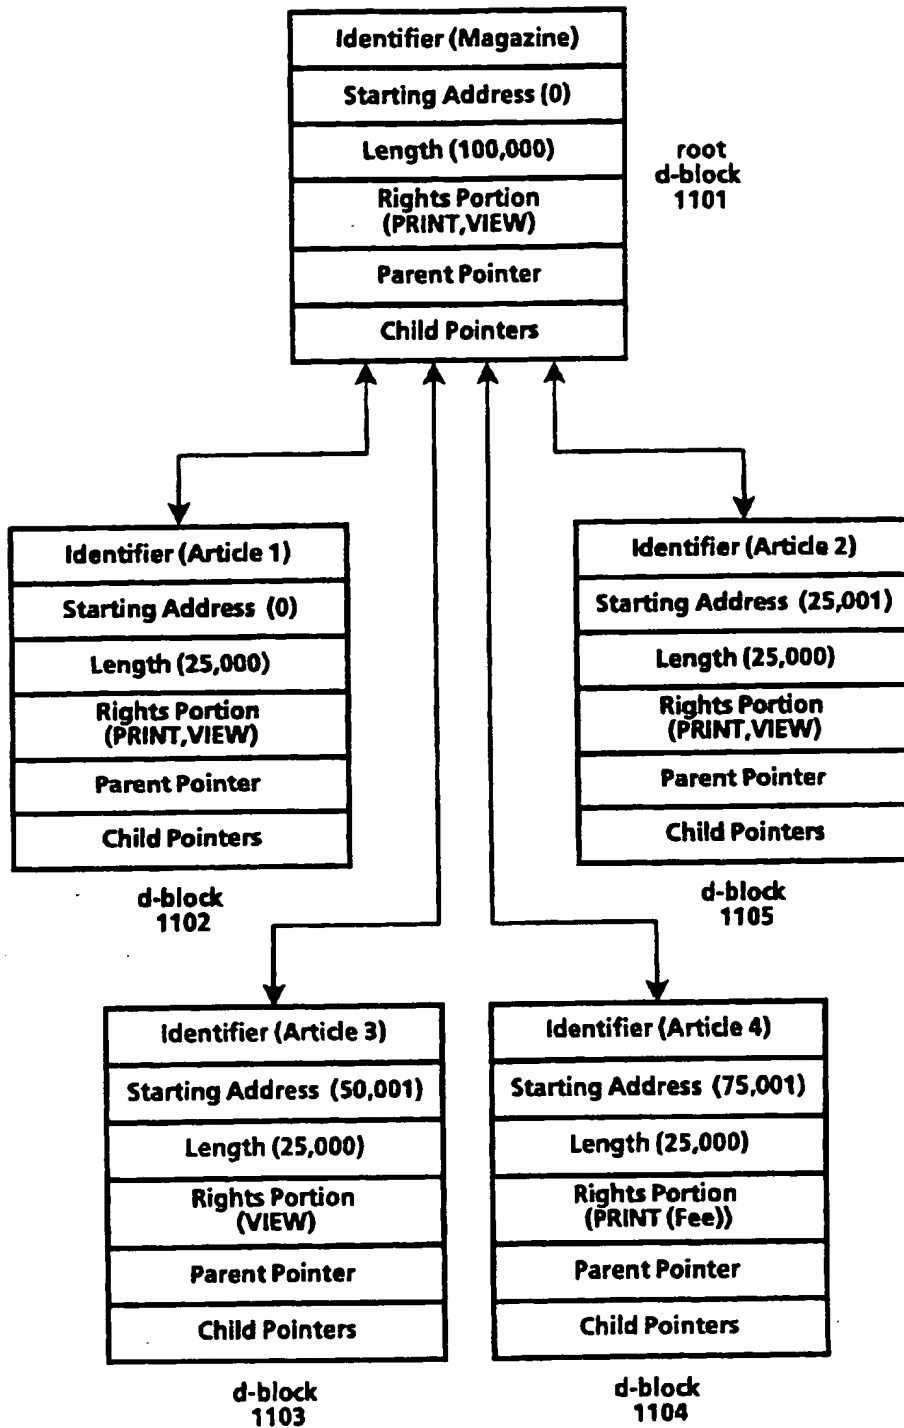 Identifier (Magazine)
Starting Address (0)
Length (100,000)
Rights Portion
(PRINT,VIEW)
Parent Pointer
Child Pointers
root
d-block
1101
Identifier (Article 1)
Starting Address (0)
Length (25,000)
Rights Portion
(PRINT,VIEW)
Parent Pointer
Child Pointers
d-block
1102
Identifier (Article 2)
Starting Address (25,001)
Length (25,000)
Rights Portion
(PRINT,VIEW)
Parent Pointer
Child Pointers
d-block
1105
Identifier (Article 3)
Starting Address (50,001)
Length (25,000)
Rights Portion
(VIEW)
Parent Pointer
Child Pointers
d-block
1103
Identifier (Article 4)
Starting Address (75,001)
Length (25,000)
Rights Portion
(PRINT (Fee))
Parent Pointer
Child Pointers
d-block
1104